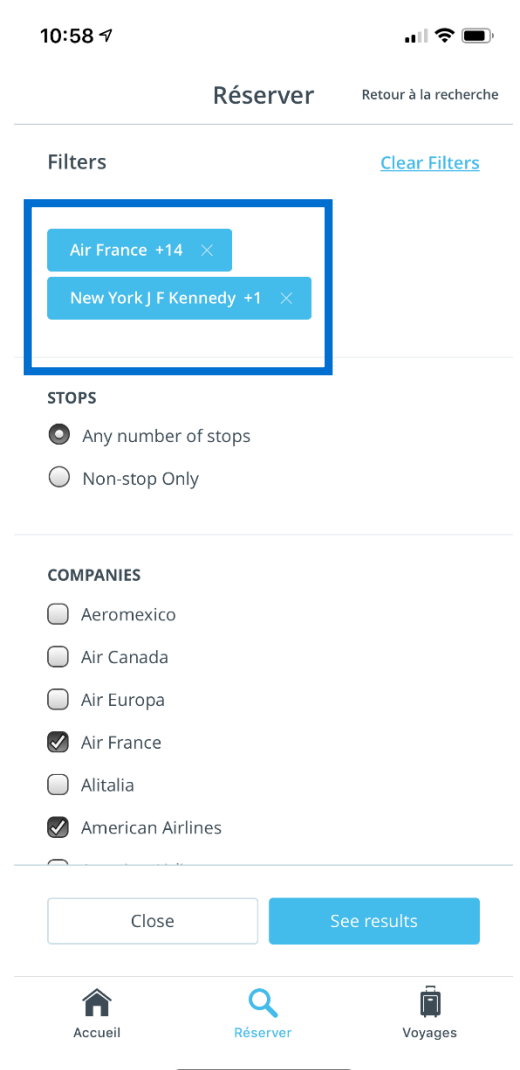 10:58
Réserver
Retour à la recherche
Filters
Clear Filters
Air France +14
New York J F Kennedy +1
STOPS
Any number of stops
Non-stop Only
COMPANIES
Aeromexico
Air Canada
Air Europa
Air France
Alitalia
American Airlines
Close
See results
Accueil
Réserver
Voyages